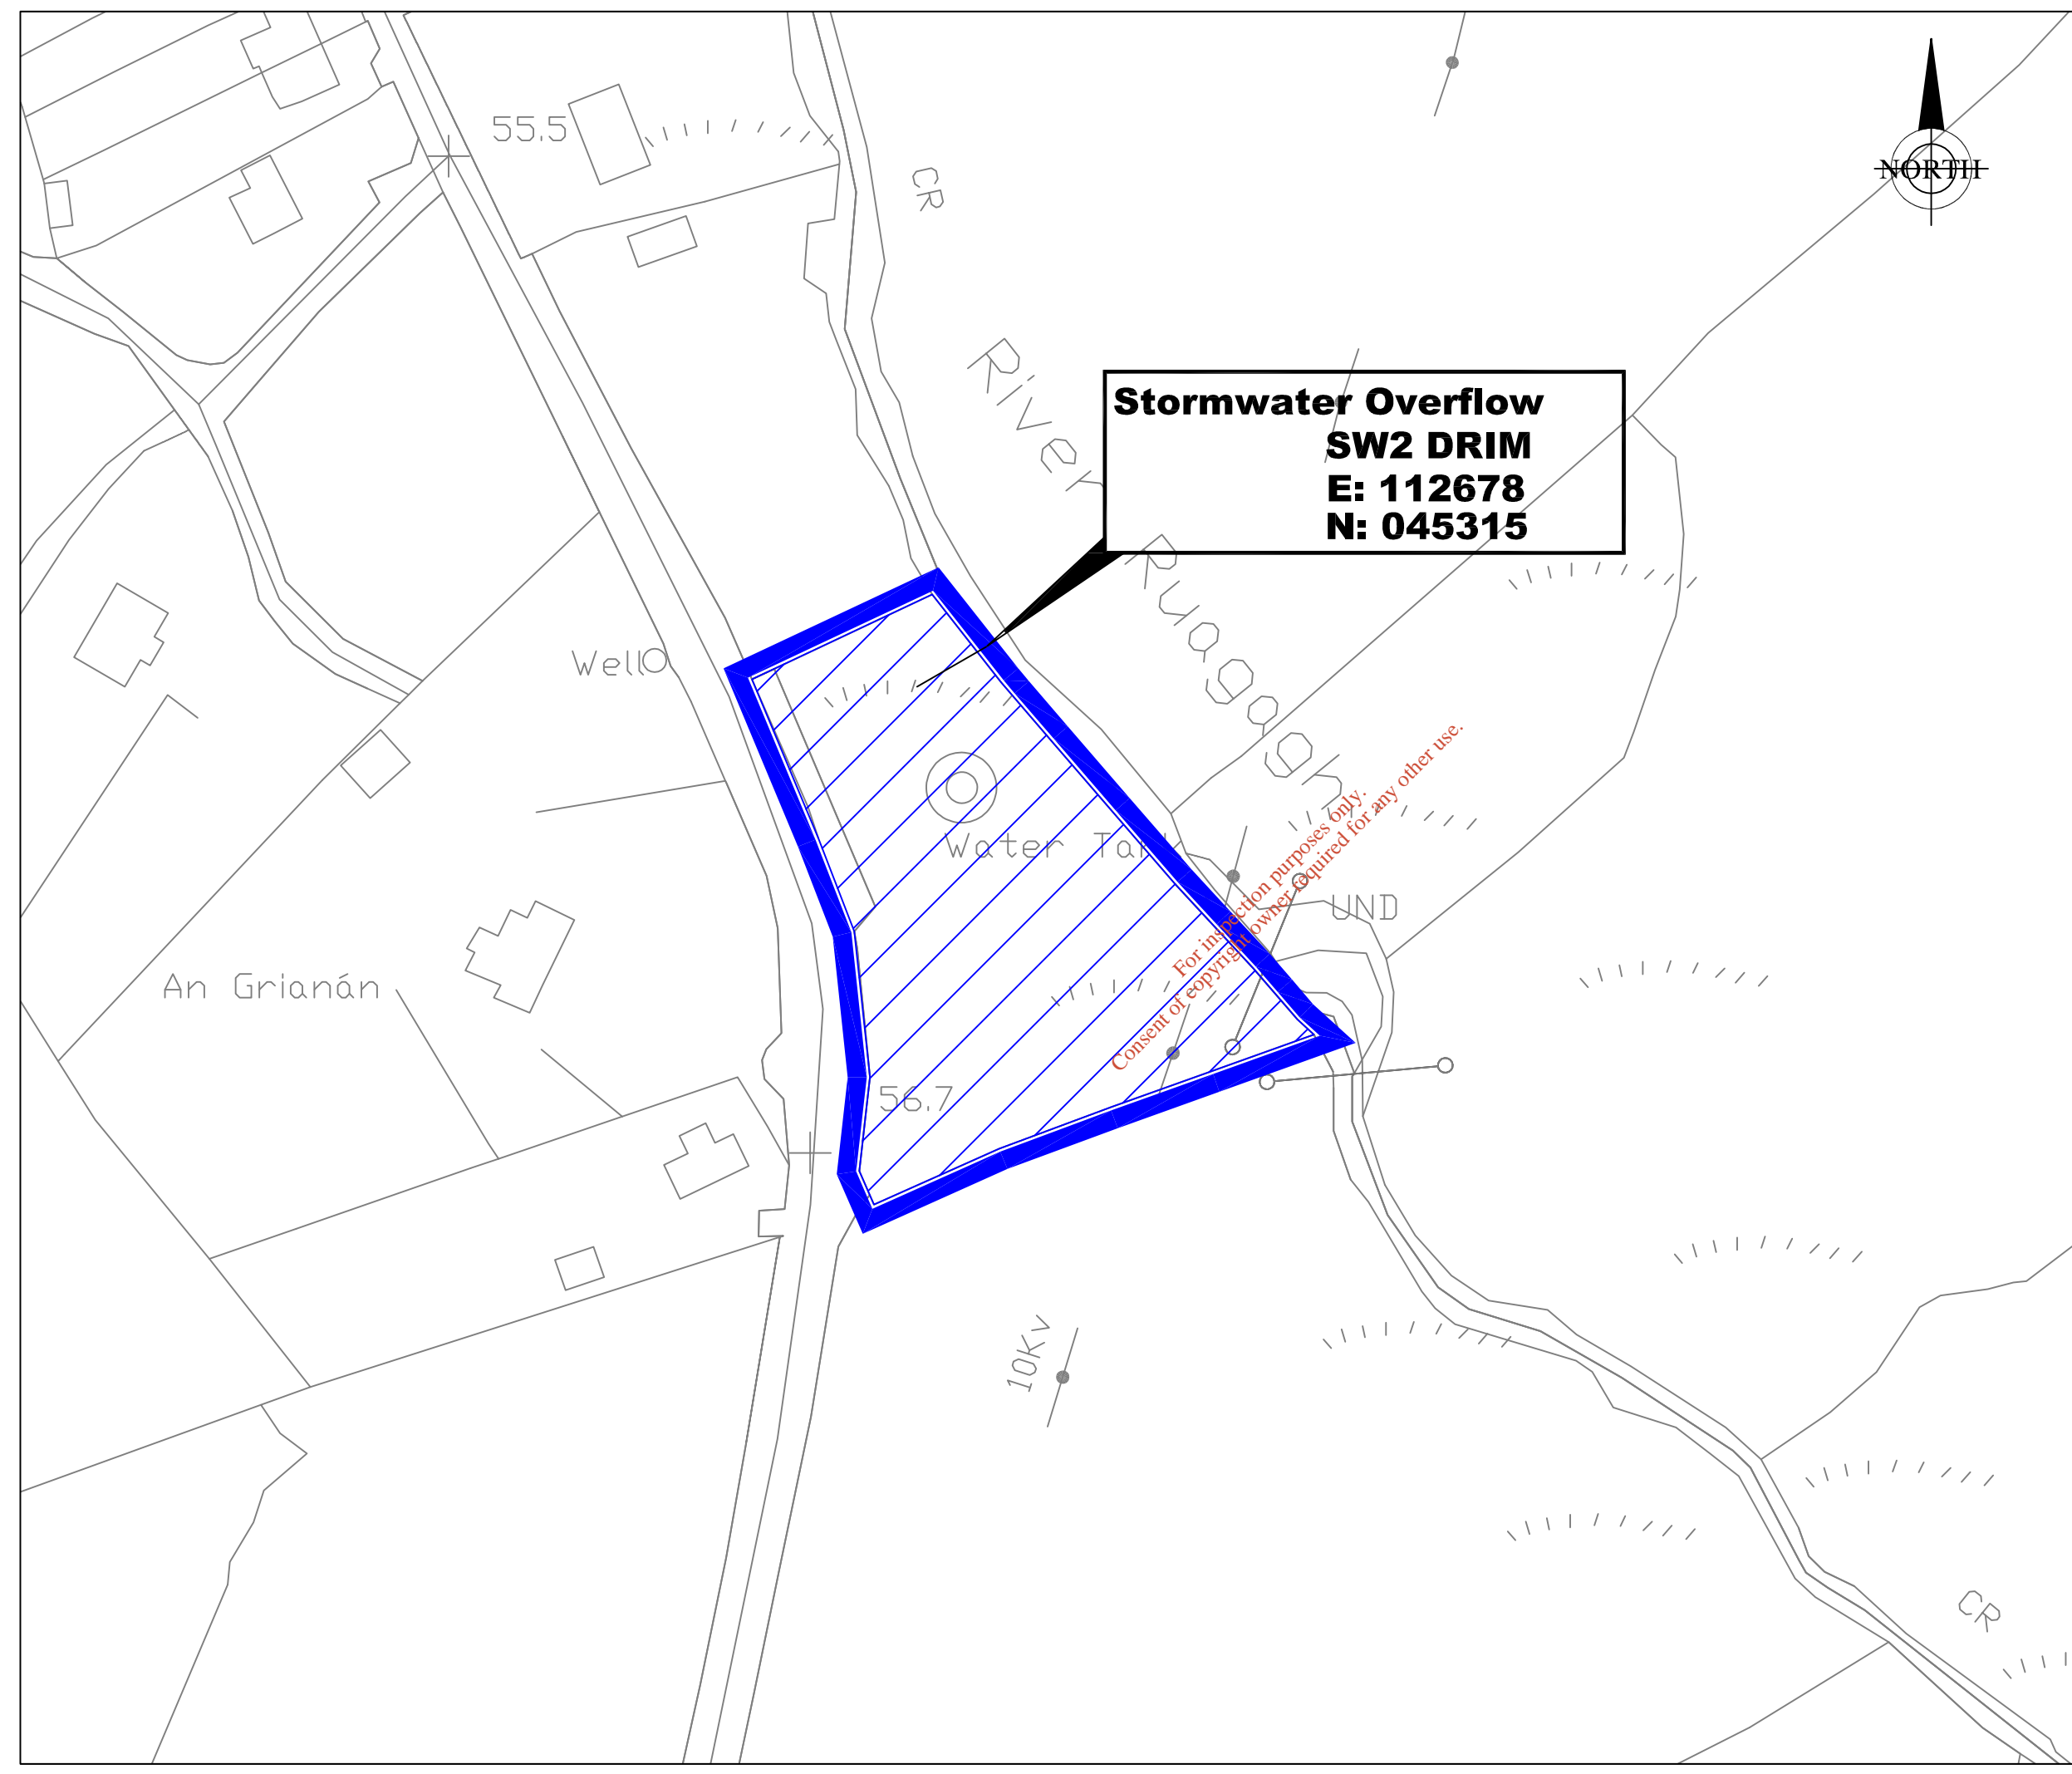 NORTH
55.5
CR
River Ruagagh
Stormwater Overflow
SW2 DRIM
E: 112678
N: 045315
Well
Water Tank
For inspection purposes only.
Consent of copyright owner required for any other use.
UND
An Grianán
56.7
10KV
CR